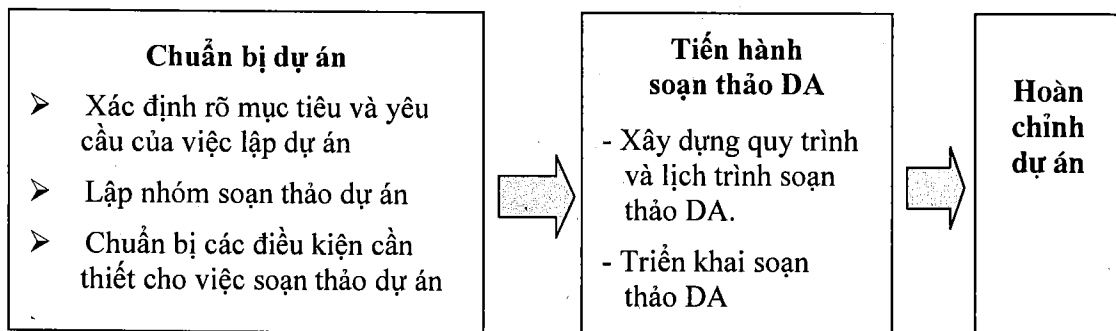 Chuẩn bị dự án
➤ Xác định rõ mục tiêu và yêu
cầu của việc lập dự án
➤ Lập nhóm soạn thảo dự án
➤ Chuẩn bị các điều kiện cần
thiết cho việc soạn thảo dự án
Tiến hành
soạn thảo DA
- Xây dựng quy trình
và lịch trình soạn
thảo DA.
- Triển khai soạn
thảo DA
Hoàn
chỉnh
dự án